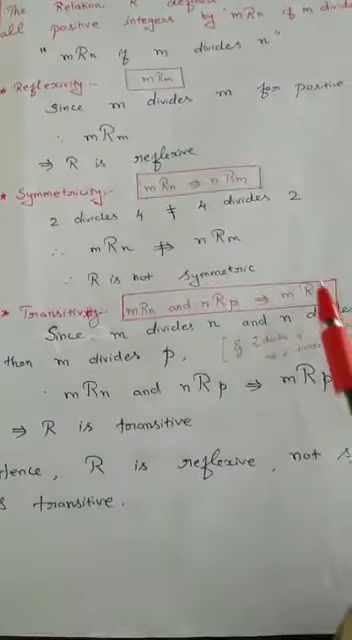 The Relation R defined
all positive integers by "mRn if m divid
"mRn if m divides n"
* Reflexivity :- mRm
Since m divides m for positive
∴ mRm
⇒ R is reflexive
* Symmetricity:- mRn ⇒ nRm
2 divides 4 ⇏ 4 divides 2
∴ mRn ⇏ nRm
∴ R is not symmetric
* Transitivity:- mRn and nRp ⇒ mR
Since m divides n and n divides
then m divides p,
∴ mRn and nRp ⇒ mRp
⇒ R is transitive
Hence, R is reflexive, not s
s transitive.